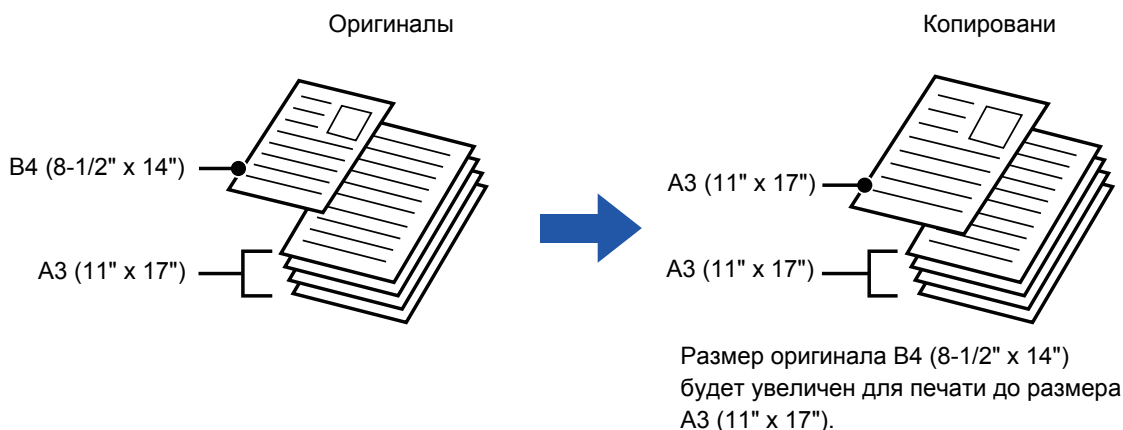 Оригиналы
Копировани
B4 (8-1/2" x 14")
A3 (11" x 17")
A3 (11" x 17")
A3 (11" x 17")
Размер оригинала B4 (8-1/2" x 14")
будет увеличен для печати до размера
A3 (11" x 17").